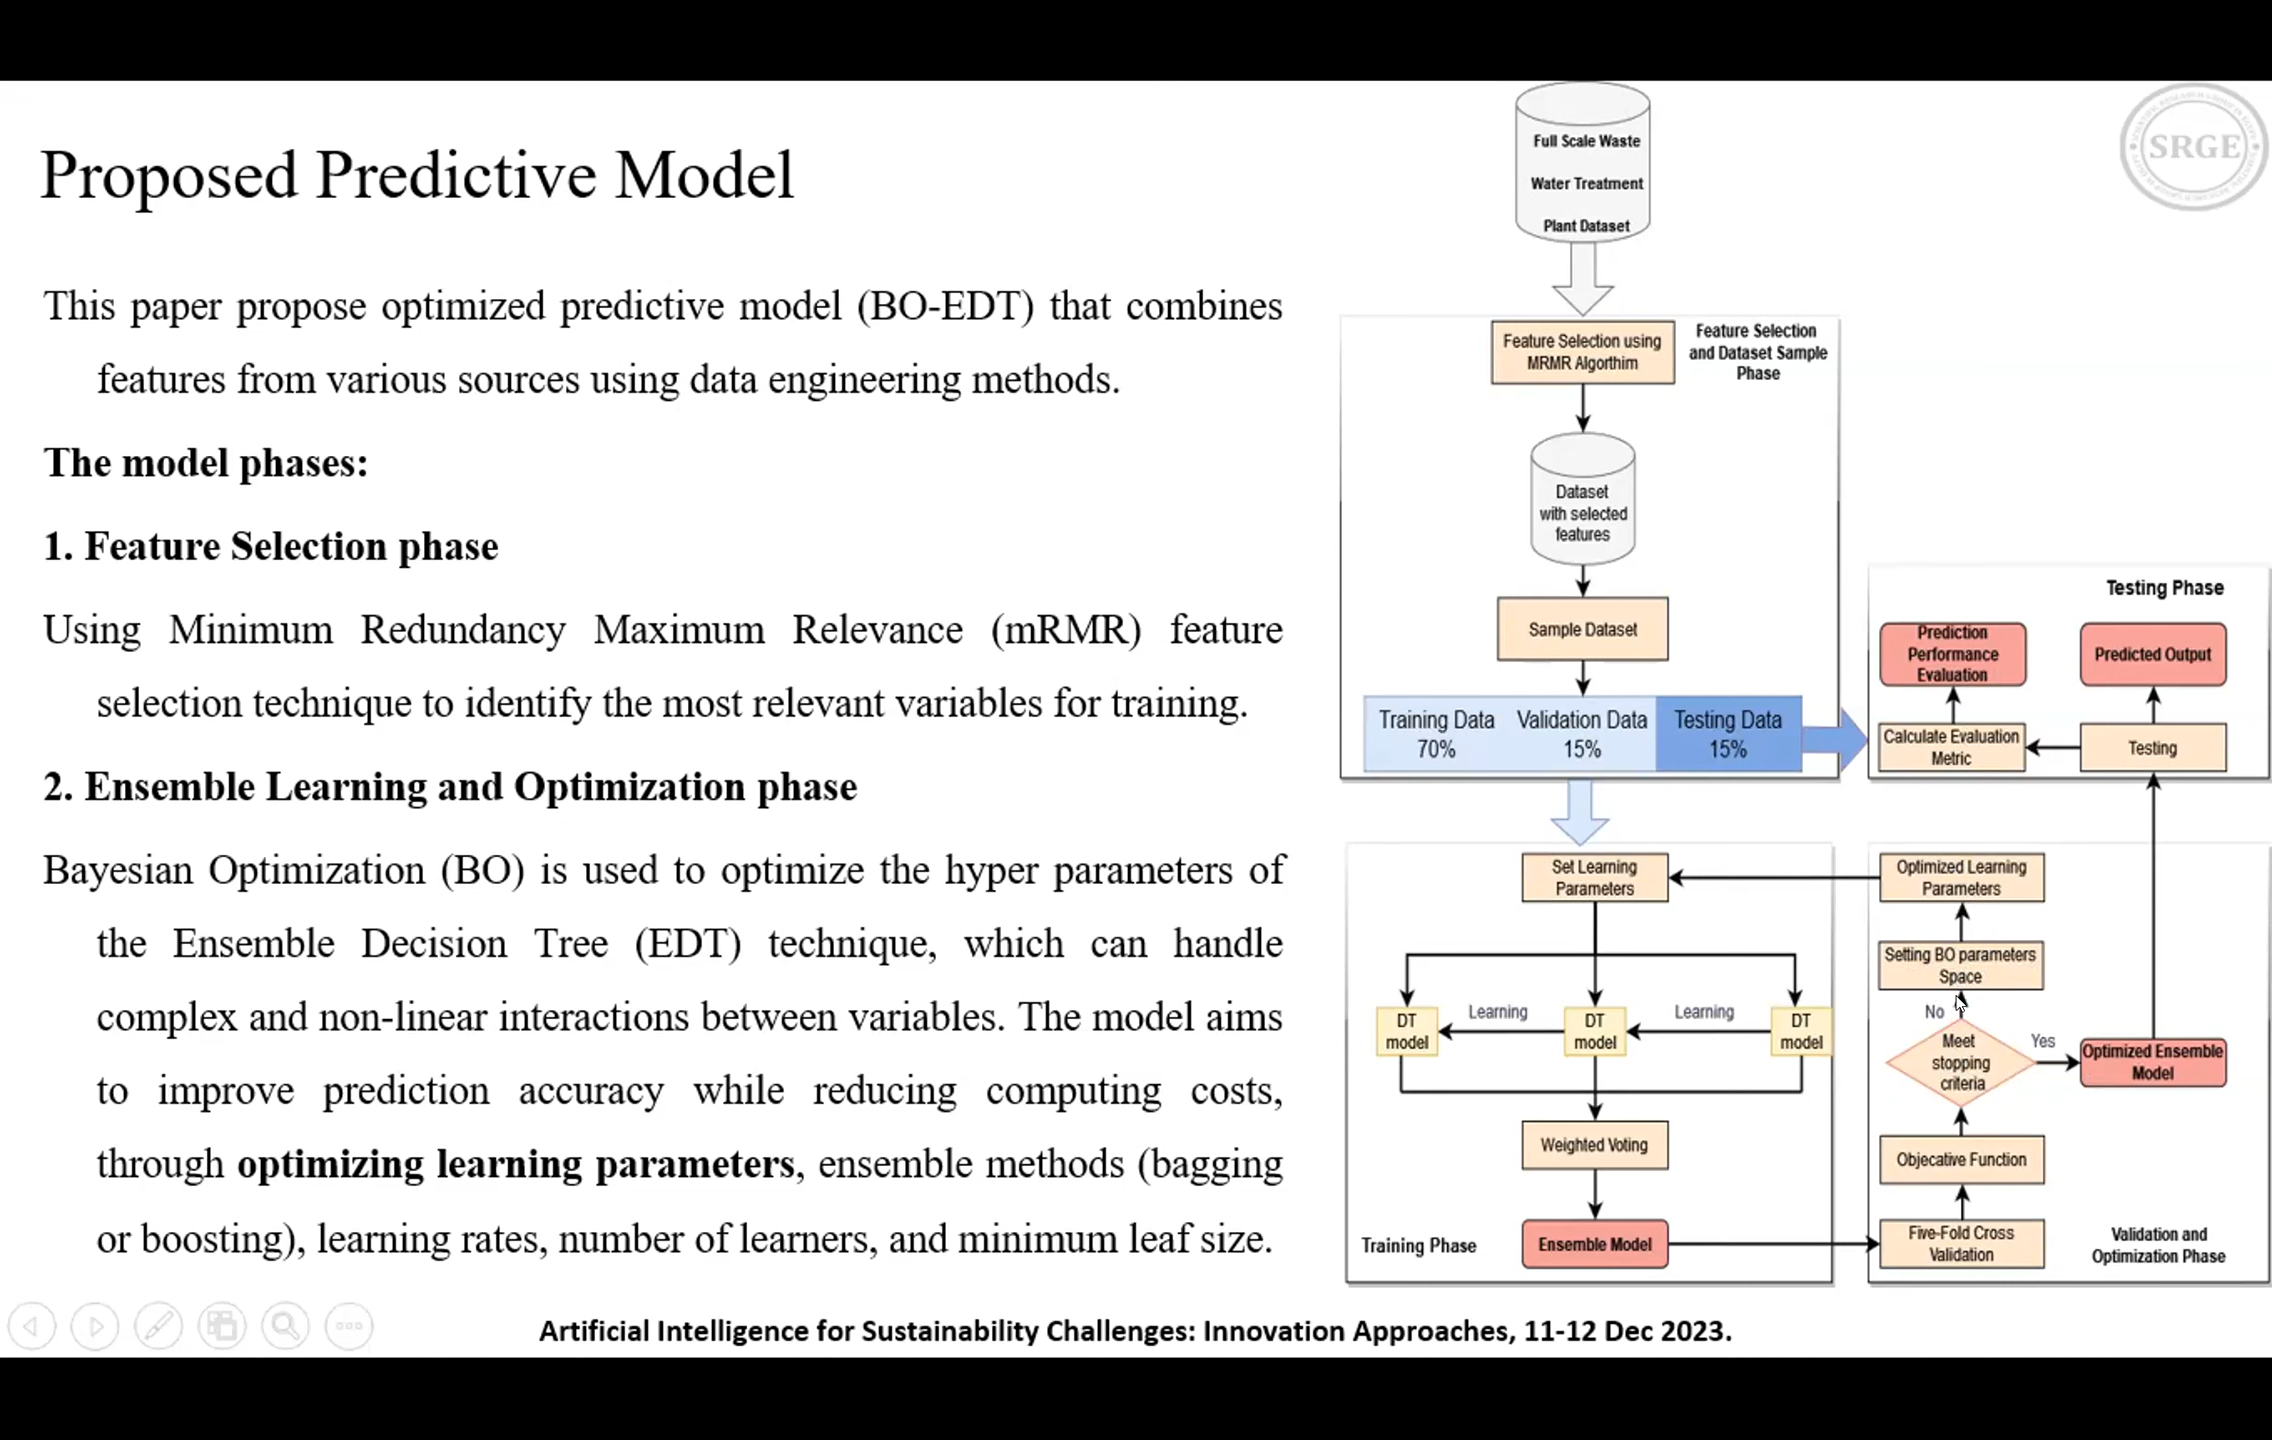 Proposed Predictive Model
This paper propose optimized predictive model (BO-EDT) that combines
features from various sources using data engineering methods.
The model phases:
1. Feature Selection phase
Using Minimum Redundancy Maximum Relevance (mRMR) feature
selection technique to identify the most relevant variables for training.
2. Ensemble Learning and Optimization phase
Bayesian Optimization (BO) is used to optimize the hyper parameters of
the Ensemble Decision Tree (EDT) technique, which can handle
complex and non-linear interactions between variables. The model aims
to improve prediction accuracy while reducing computing costs,
through optimizing learning parameters, ensemble methods (bagging
or boosting), learning rates, number of learners, and minimum leaf size.
Full Scale Waste
Water Treatment
Plant Dataset
SRGE
Feature Selection using
MRMR Algorthim
Feature Selection
and Dataset Sample
Phase
Dataset
with selected
features
Sample Dataset
Training Data
70%
Validation Data
15%
Testing Data
15%
Testing Phase
Prediction
Performance
Evaluation
Predicted Output
Calculate Evaluation
Metric
Testing
Set Learning
Parameters
DT
model
Learning
DT
model
Learning
DT
model
Weighted Voting
Training Phase
Ensemble Model
Optimized Learning
Parameters
Setting BO parameters
Space
No
Meet
stopping
criteria
Yes
Optimized Ensemble
Model
Objecative Function
Five-Fold Cross
Validation
Validation and
Optimization Phase
Artificial Intelligence for Sustainability Challenges: Innovation Approaches, 11-12 Dec 2023.